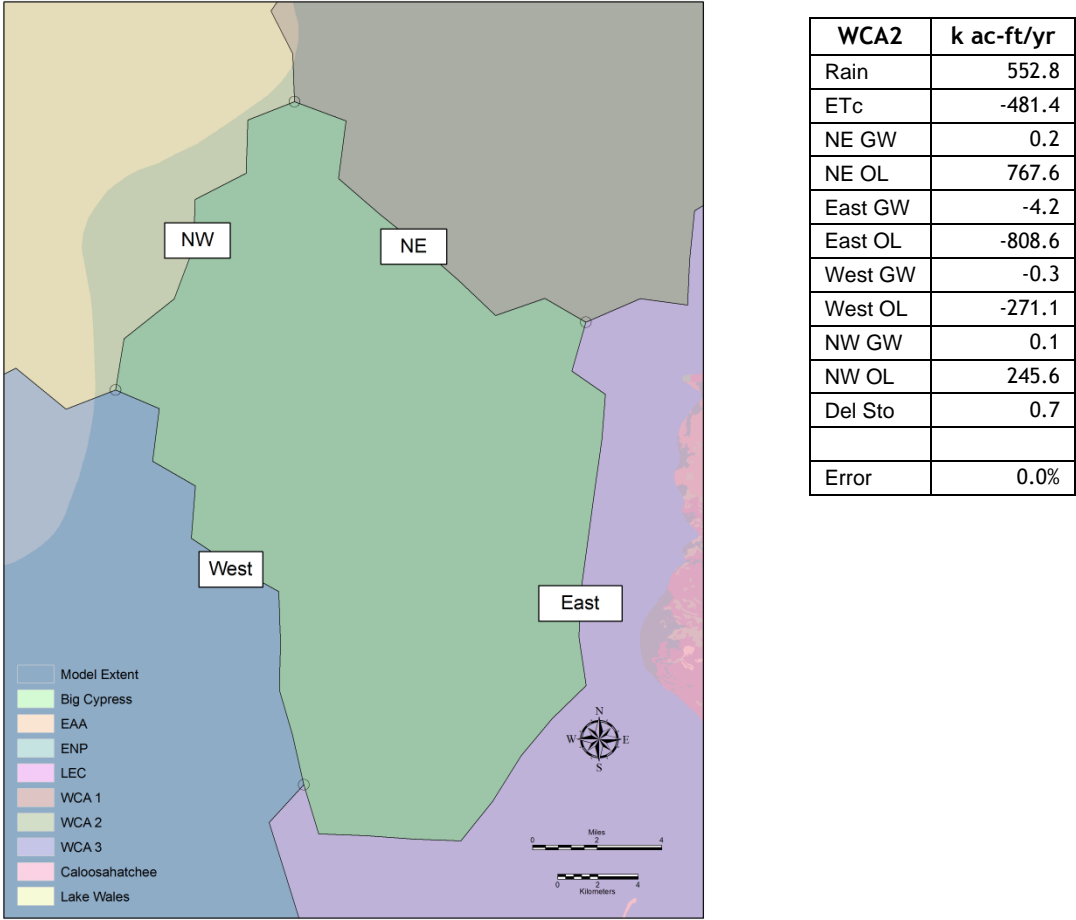 NW
NE
West
East
Model Extent
Big Cypress
EAA
ENP
LEC
WCA 1
WCA 2
WCA 3
Caloosahatchee
Lake Wales
N
W E
S
Miles
0 2 4
0 2 4
Kilometers
WCA2 k ac-ft/yr
Rain 552.8
ETc -481.4
NE GW 0.2
NE OL 767.6
East GW -4.2
East OL -808.6
West GW -0.3
West OL -271.1
NW GW 0.1
NW OL 245.6
Del Sto 0.7
Error 0.0%